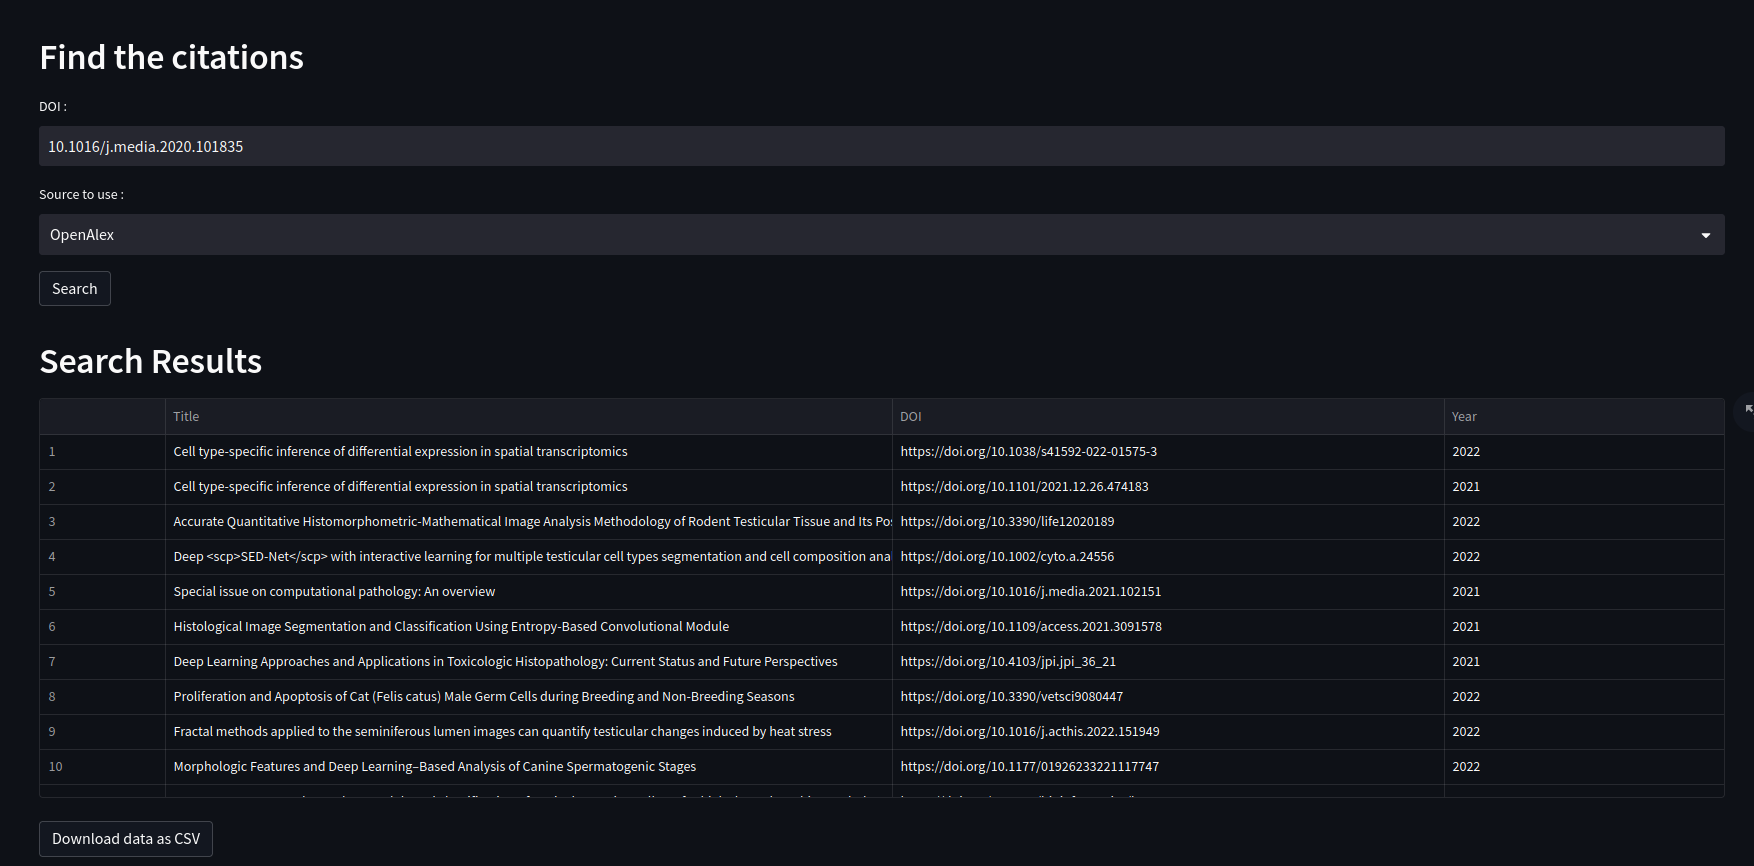 Find the citations
DOI :
10.1016/j.media.2020.101835
Source to use :
OpenAlex
Search
Search Results
Title DOI Year
1 Cell type-specific inference of differential expression in spatial transcriptomics https://doi.org/10.1038/s41592-022-01575-3 2022
2 Cell type-specific inference of differential expression in spatial transcriptomics https://doi.org/10.1101/2021.12.26.474183 2021
3 Accurate Quantitative Histomorphometric-Mathematical Image Analysis Methodology of Rodent Testicular Tissue and Its Po https://doi.org/10.3390/life12020189 2022
4 Deep <scp>SED-Net</scp> with interactive learning for multiple testicular cell types segmentation and cell composition ana https://doi.org/10.1002/cyto.a.24556 2022
5 Special issue on computational pathology: An overview https://doi.org/10.1016/j.media.2021.102151 2021
6 Histological Image Segmentation and Classification Using Entropy-Based Convolutional Module https://doi.org/10.1109/access.2021.3091578 2021
7 Deep Learning Approaches and Applications in Toxicologic Histopathology: Current Status and Future Perspectives https://doi.org/10.4103/jpi.jpi_36_21 2021
8 Proliferation and Apoptosis of Cat (Felis catus) Male Germ Cells during Breeding and Non-Breeding Seasons https://doi.org/10.3390/vetsci9080447 2022
9 Fractal methods applied to the seminiferous lumen images can quantify testicular changes induced by heat stress https://doi.org/10.1016/j.acthis.2022.151949 2022
10 Morphologic Features and Deep Learning–Based Analysis of Canine Spermatogenic Stages https://doi.org/10.1177/01926233221117747 2022
Download data as CSV